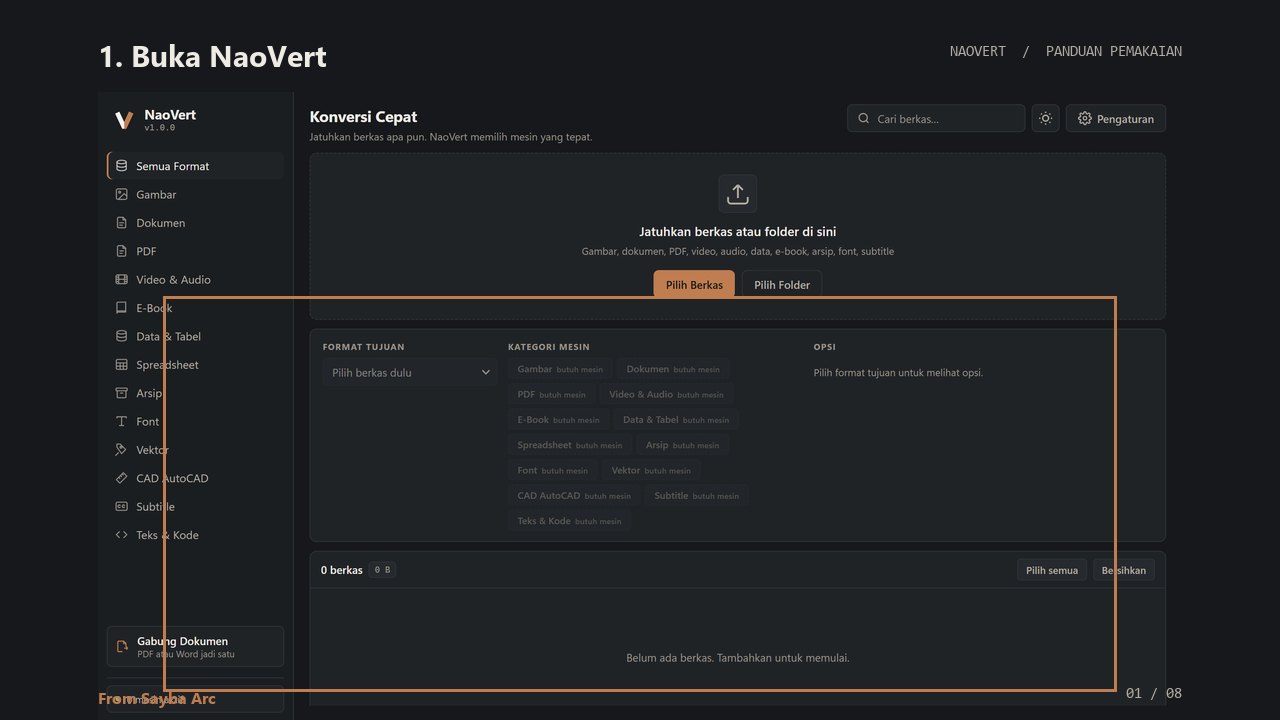 1. Buka NaoVert
NAOVERT / PANDUAN PEMAKAIAN
NaoVert
v1.0.0
Semua Format
Gambar
Dokumen
PDF
Video & Audio
E-Book
Data & Tabel
Spreadsheet
Arsip
Font
Vektor
CAD AutoCAD
Subtitle
Teks & Kode
Gabung Dokumen
PDF atau Word jadi satu
From Sayba Arc
Konversi Cepat
Jatuhkan berkas apa pun. NaoVert memilih mesin yang tepat.
Cari berkas...
Pengaturan
Jatuhkan berkas atau folder di sini
Gambar, dokumen, PDF, video, audio, data, e-book, arsip, font, subtitle
Pilih Berkas Pilih Folder
FORMAT TUJUAN
Pilih berkas dulu
KATEGORI MESIN
Gambar butuh mesin Dokumen butuh mesin
PDF butuh mesin Video & Audio butuh mesin
E-Book butuh mesin Data & Tabel butuh mesin
Spreadsheet butuh mesin Arsip butuh mesin
Font butuh mesin Vektor butuh mesin
CAD AutoCAD butuh mesin Subtitle butuh mesin
Teks & Kode butuh mesin
OPSI
Pilih format tujuan untuk melihat opsi.
0 berkas 0 B
Pilih semua Bersihkan
Belum ada berkas. Tambahkan untuk memulai.
01 / 08